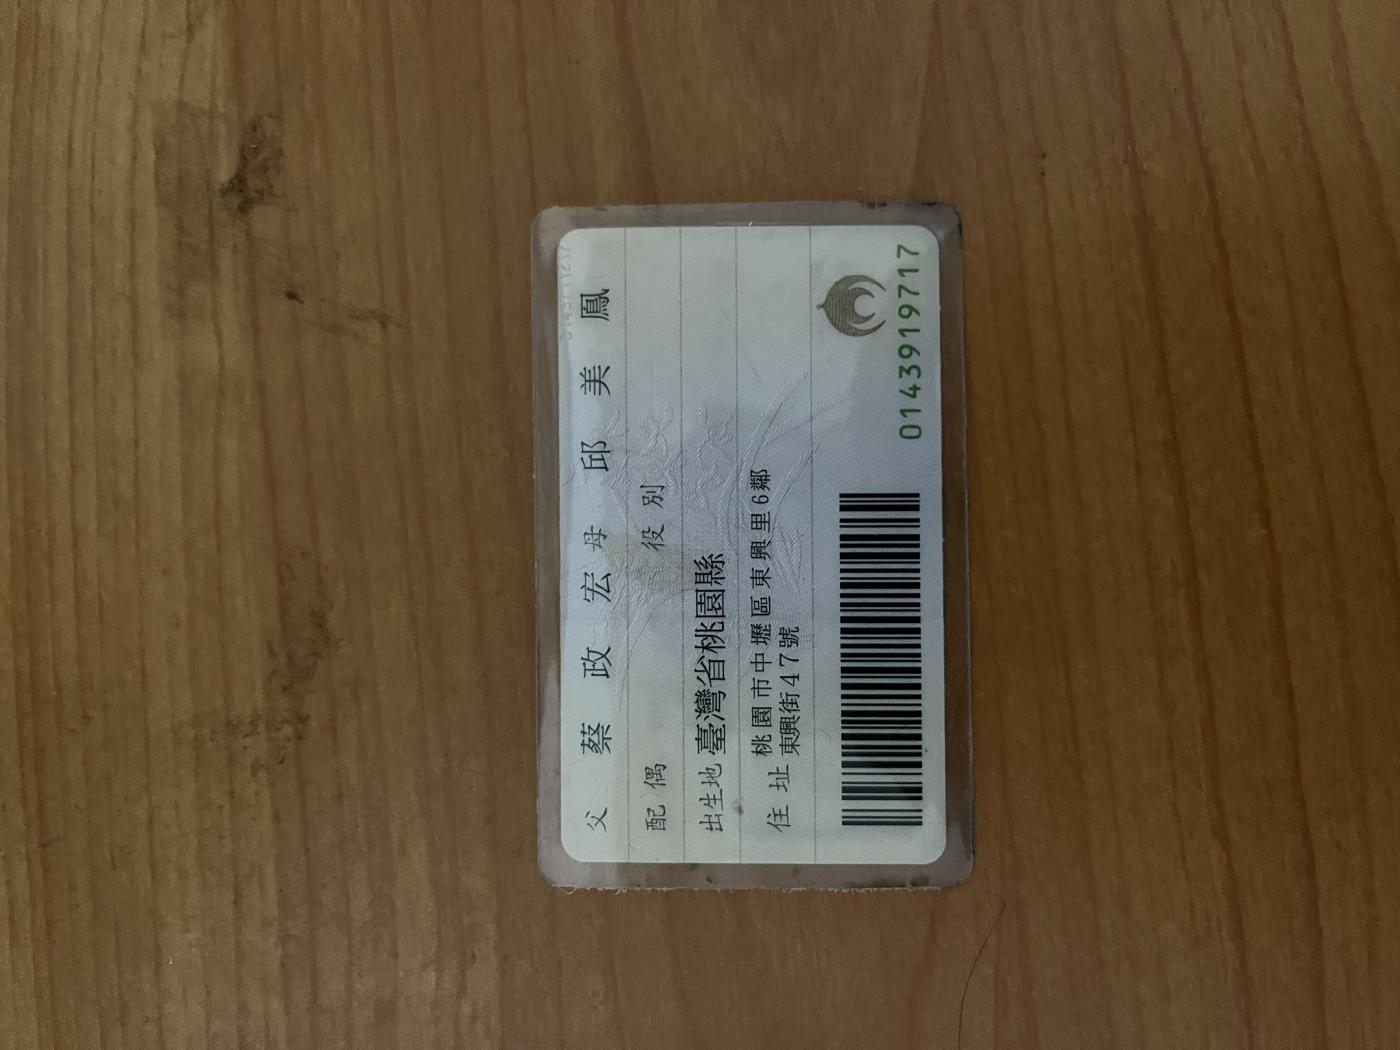 父 蔡政宏 母 邱美鳳
配偶 役別
出生地 臺灣省桃園縣
住址 桃園市中壢區東興里6鄰
東興街47號
0143919717